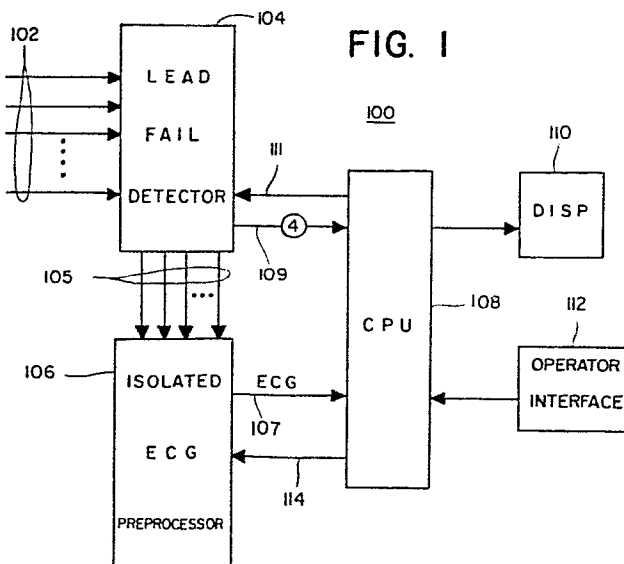 102
104
FIG. 1
LEAD
FAIL
DETECTOR
100
111
109
4
110
DISP
105
CPU
108
112
OPERATOR
INTERFACE
106
ISOLATED
ECG
PREPROCESSOR
ECG
107
114